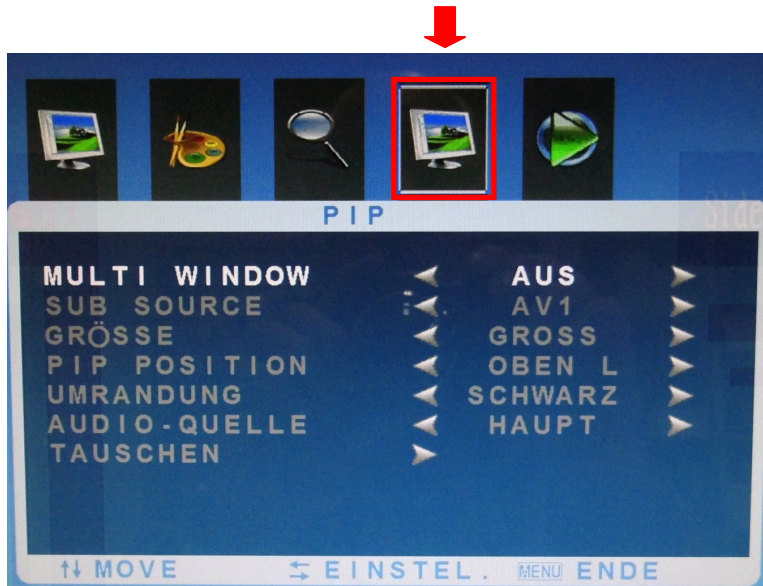 PIP
MULTI WINDOW AUS
SUB SOURCE AV1
GRÖSSE GROSS
PIP POSITION OBEN L
UMRANDUNG SCHWARZ
AUDIO-QUELLE HAUPT
TAUSCHEN
↑↓ MOVE ⇆ EINSTEL. MENU ENDE